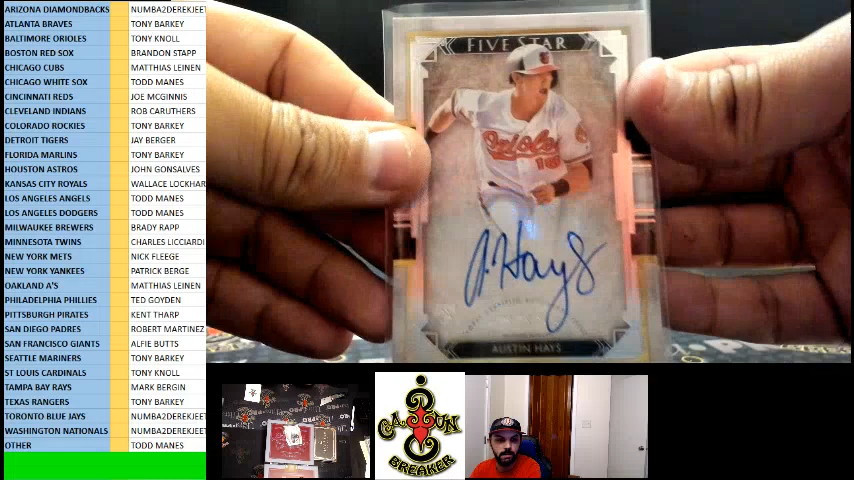 ARIZONA DIAMONDBACKS NUMBA2DEREKJEET
ATLANTA BRAVES TONY BARKEY
BALTIMORE ORIOLES TONY KNOLL
BOSTON RED SOX BRANDON STAPP
CHICAGO CUBS MATTHIAS LEINEN
CHICAGO WHITE SOX TODD MANES
CINCINNATI REDS JOE MCGINNIS
CLEVELAND INDIANS ROB CARUTHERS
COLORADO ROCKIES TONY BARKEY
DETROIT TIGERS JAY BERGER
FLORIDA MARLINS TONY BARKEY
HOUSTON ASTROS JOHN GONSALVES
KANSAS CITY ROYALS WALLACE LOCKHAR
LOS ANGELES ANGELS TODD MANES
LOS ANGELES DODGERS TODD MANES
MILWAUKEE BREWERS BRADY RAPP
MINNESOTA TWINS CHARLES LICCIARDI
NEW YORK METS NICK FLEEGE
NEW YORK YANKEES PATRICK BERGE
OAKLAND A'S MATTHIAS LEINEN
PHILADELPHIA PHILLIES TED GOYDEN
PITTSBURGH PIRATES KENT THARP
SAN DIEGO PADRES ROBERT MARTINEZ
SAN FRANCISCO GIANTS ALFIE BUTTS
SEATTLE MARINERS TONY BARKEY
ST LOUIS CARDINALS TONY KNOLL
TAMPA BAY RAYS MARK BERGIN
TEXAS RANGERS TONY BARKEY
TORONTO BLUE JAYS NUMBA2DEREKJEET
WASHINGTON NATIONALS NUMBA2DEREKJEET
OTHER TODD MANES
FIVE STAR
Orioles
A. Hays
AUSTIN HAYS
CAJUN
BREAKER